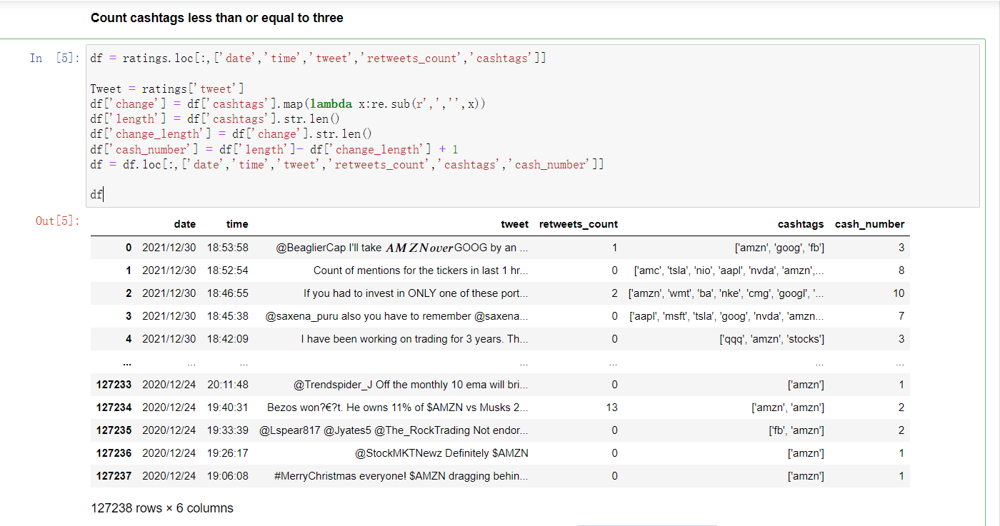 Count cashtags less than or equal to three
In [5]: df = ratings.loc[:,['date','time','tweet','retweets_count','cashtags']]
Tweet = ratings['tweet']
df['change'] = df['cashtags'].map(lambda x:re.sub(r',','',x))
df['length'] = df['cashtags'].str.len()
df['change_length'] = df['change'].str.len()
df['cash_number'] = df['length']- df['change_length'] + 1
df = df.loc[:,['date','time','tweet','retweets_count','cashtags','cash_number']]
df
Out[5]:
date time tweet retweets_count cashtags cash_number
0 2021/12/30 18:53:58 @BeaglierCap I'll take AMZNoverGOOG by an ... 1 ['amzn', 'goog', 'fb'] 3
1 2021/12/30 18:52:54 Count of mentions for the tickers in last 1 hr... 0 ['amc', 'tsla', 'nio', 'aapl', 'nvda', 'amzn',... 8
2 2021/12/30 18:46:55 If you had to invest in ONLY one of these port... 2 ['amzn', 'wmt', 'ba', 'nke', 'cmg', 'googl', '... 10
3 2021/12/30 18:45:38 @saxena_puru also you have to remember @saxena... 0 ['aapl', 'msft', 'tsla', 'goog', 'nvda', 'amzn... 7
4 2021/12/30 18:42:09 I have been working on trading for 3 years. Th... 0 ['qqq', 'amzn', 'stocks'] 3
... ... ... ... ... ... ...
127233 2020/12/24 20:11:48 @Trendspider_J Off the monthly 10 ema will bri... 0 ['amzn'] 1
127234 2020/12/24 19:40:31 Bezos won?€?t. He owns 11% of $AMZN vs Musks 2... 13 ['amzn', 'amzn'] 2
127235 2020/12/24 19:33:39 @Lspear817 @Jyates5 @The_RockTrading Not endor... 0 ['fb', 'amzn'] 2
127236 2020/12/24 19:26:17 @StockMKTNewz Definitely $AMZN 0 ['amzn'] 1
127237 2020/12/24 19:06:08 #MerryChristmas everyone! $AMZN dragging behin... 0 ['amzn'] 1
127238 rows × 6 columns